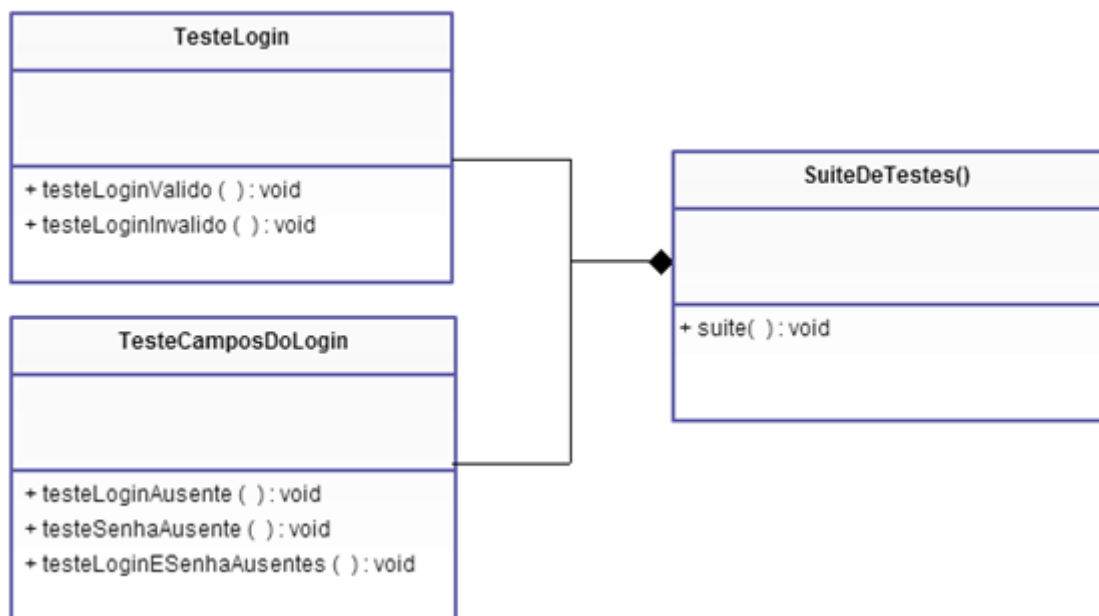 TesteLogin
+ testeLoginValido ( ) : void
+ testeLoginInvalido ( ) : void
TesteCamposDoLogin
+ testeLoginAusente ( ) : void
+ testeSenhaAusente ( ) : void
+ testeLoginESenhaAusentes ( ) : void
SuiteDeTestes()
+ suite( ) : void